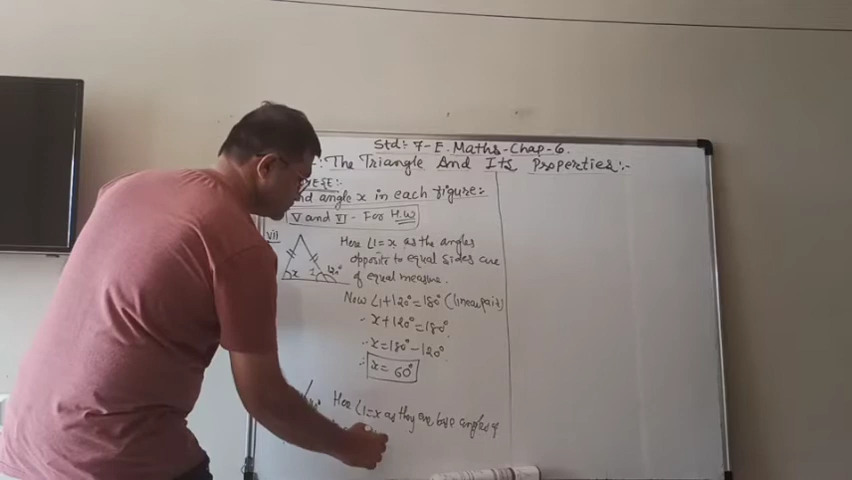 Std:- 7-E. Maths-Chap-6.
:The Triangle And Its Properties:-
angle x in each figure:-
V and VI - For H.W
vii
Here ∠1=x as the angles
opposite to equal sides are
of equal measure.
x 1 120°
Now ∠1+120°=180° (linear pair)
x+120°=180°
x=180°-120°
x= 60°
Here ∠1=x as they are base angles of